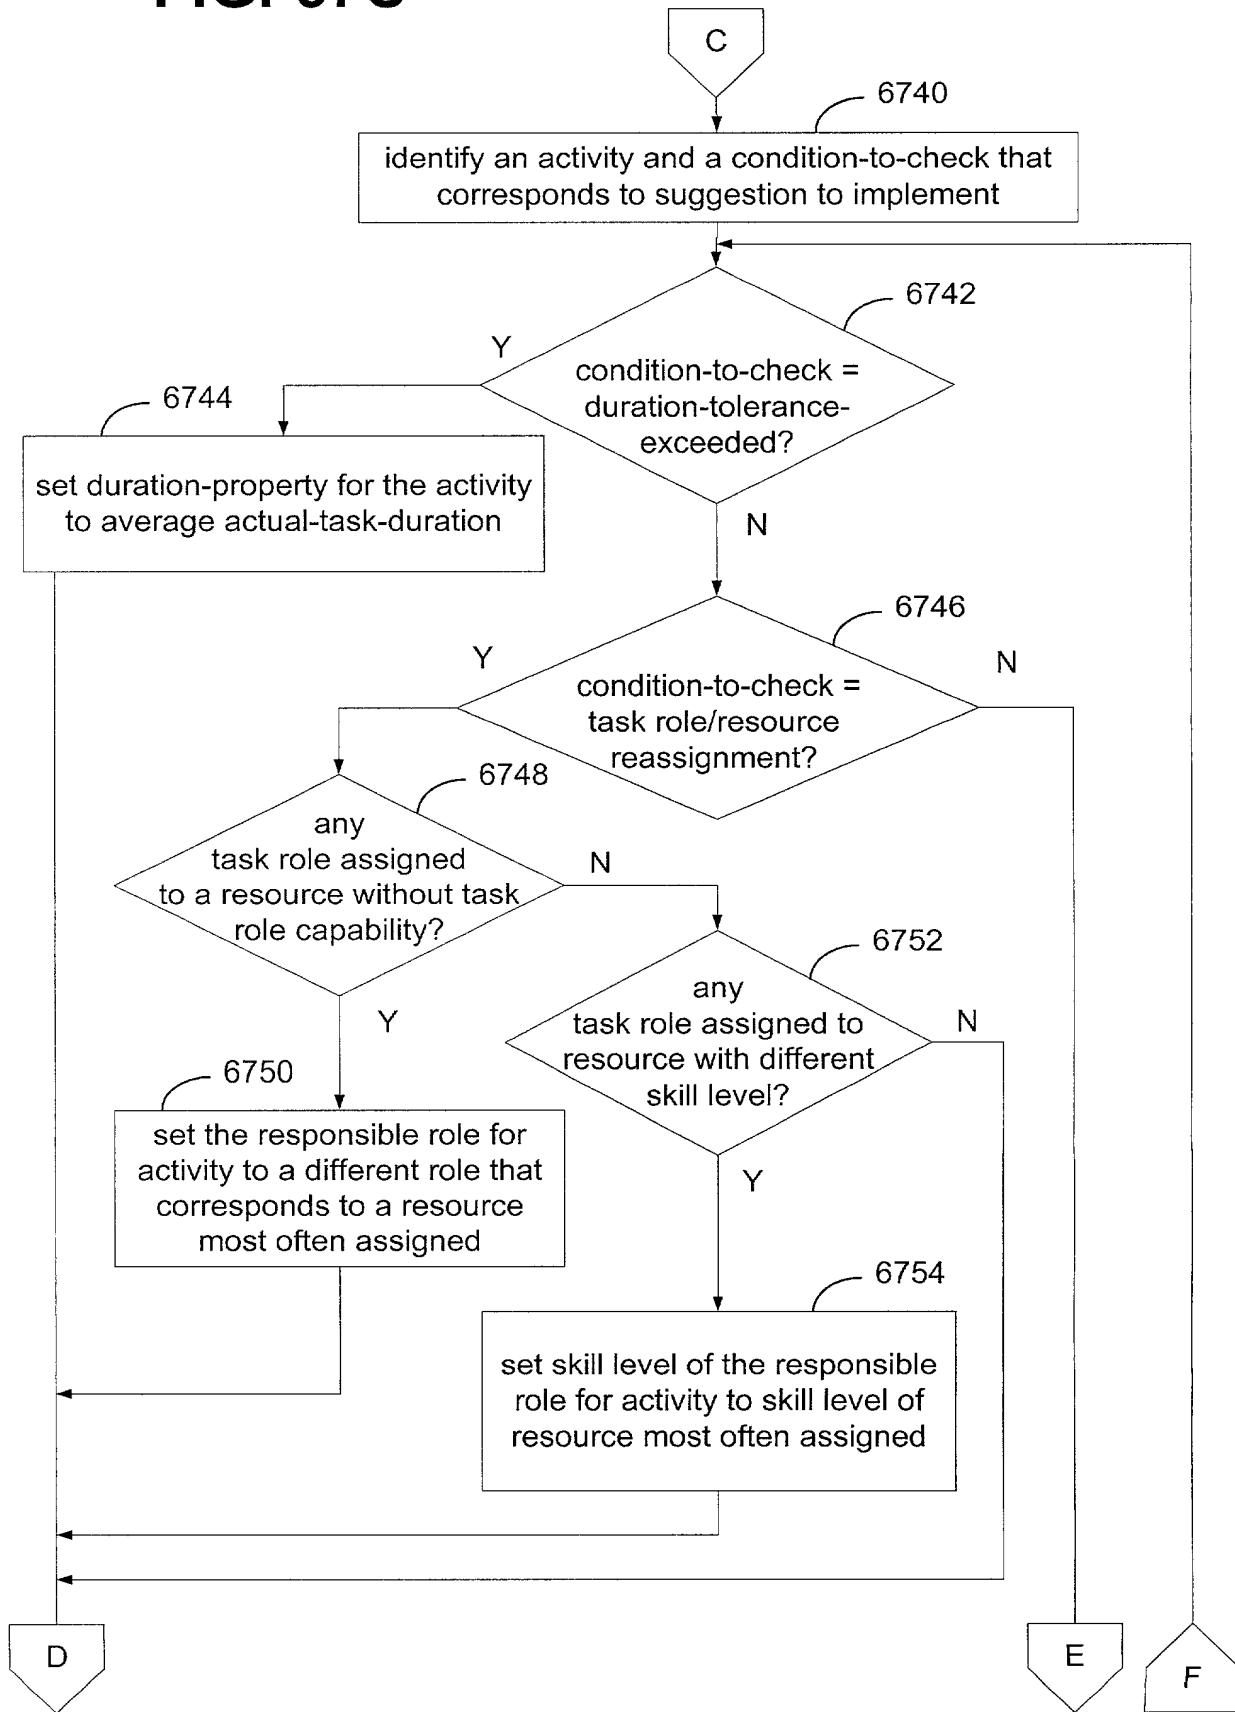 C
6740
identify an activity and a condition-to-check that
corresponds to suggestion to implement
6742
Y
condition-to-check =
duration-tolerance-
exceeded?
6744
set duration-property for the activity
to average actual-task-duration
N
6746
Y
N
condition-to-check =
task role/resource
reassignment?
6748
any
task role assigned
to a resource without task
role capability?
N
6752
any
task role assigned to
resource with different
skill level?
N
Y
6750
set the responsible role for
activity to a different role that
corresponds to a resource
most often assigned
Y
6754
set skill level of the responsible
role for activity to skill level of
resource most often assigned
D
E
F